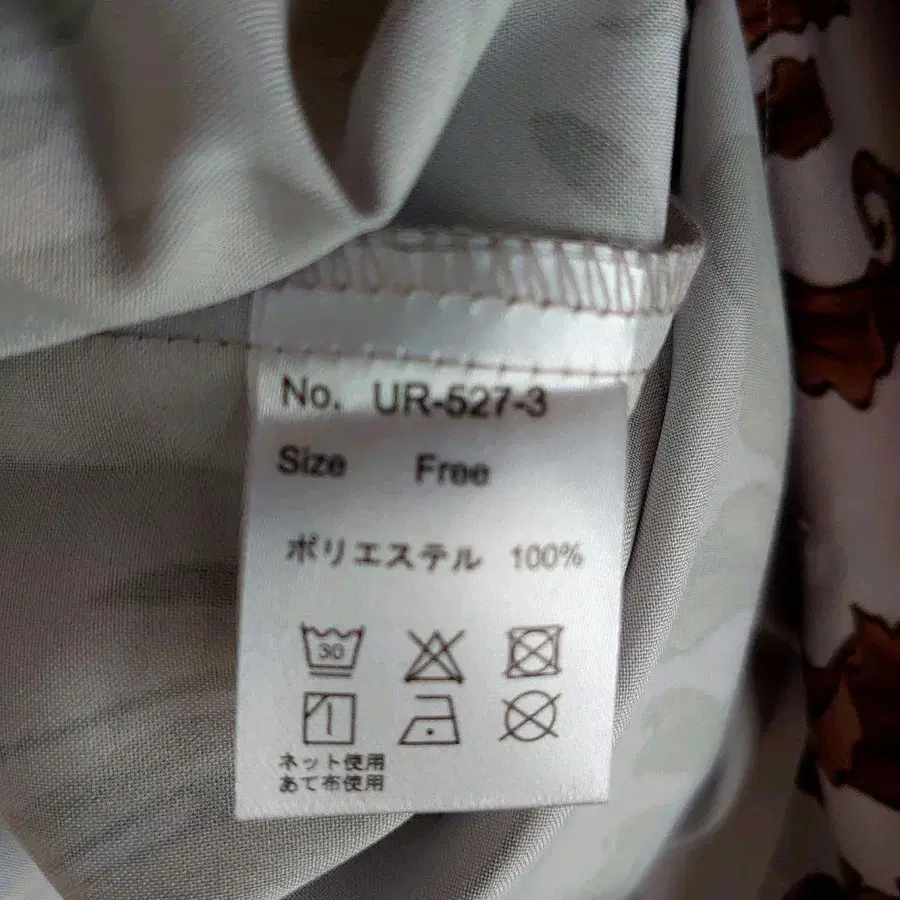 No. UR-527-3
Size Free
ポリエステル 100%
30
ネット使用
あて布使用